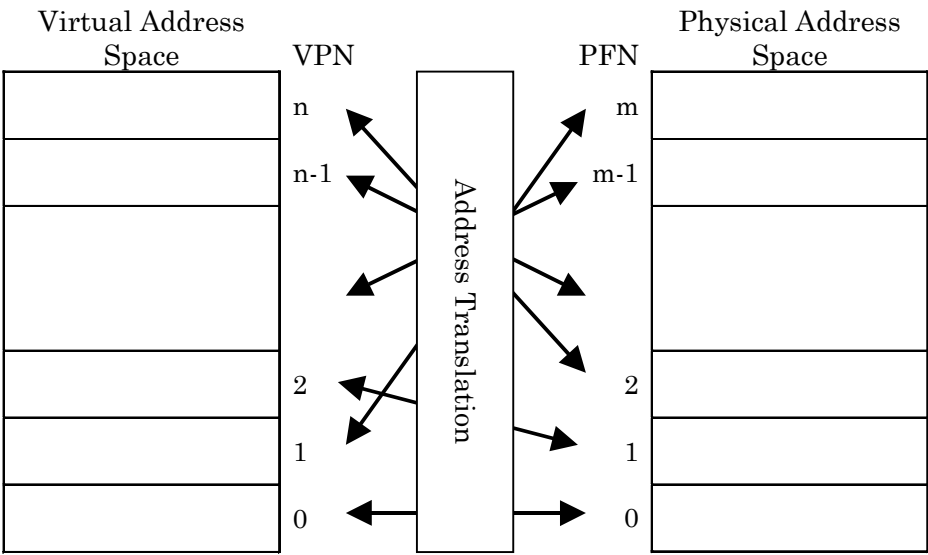 Virtual Address
Space
VPN
PFN
Physical Address
Space
n
m
n-1
m-1
Address Translation
2
2
1
1
0
0